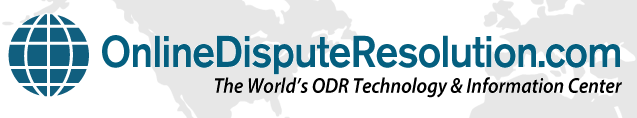 OnlineDisputeResolution.com
The World's ODR Technology & Information Center